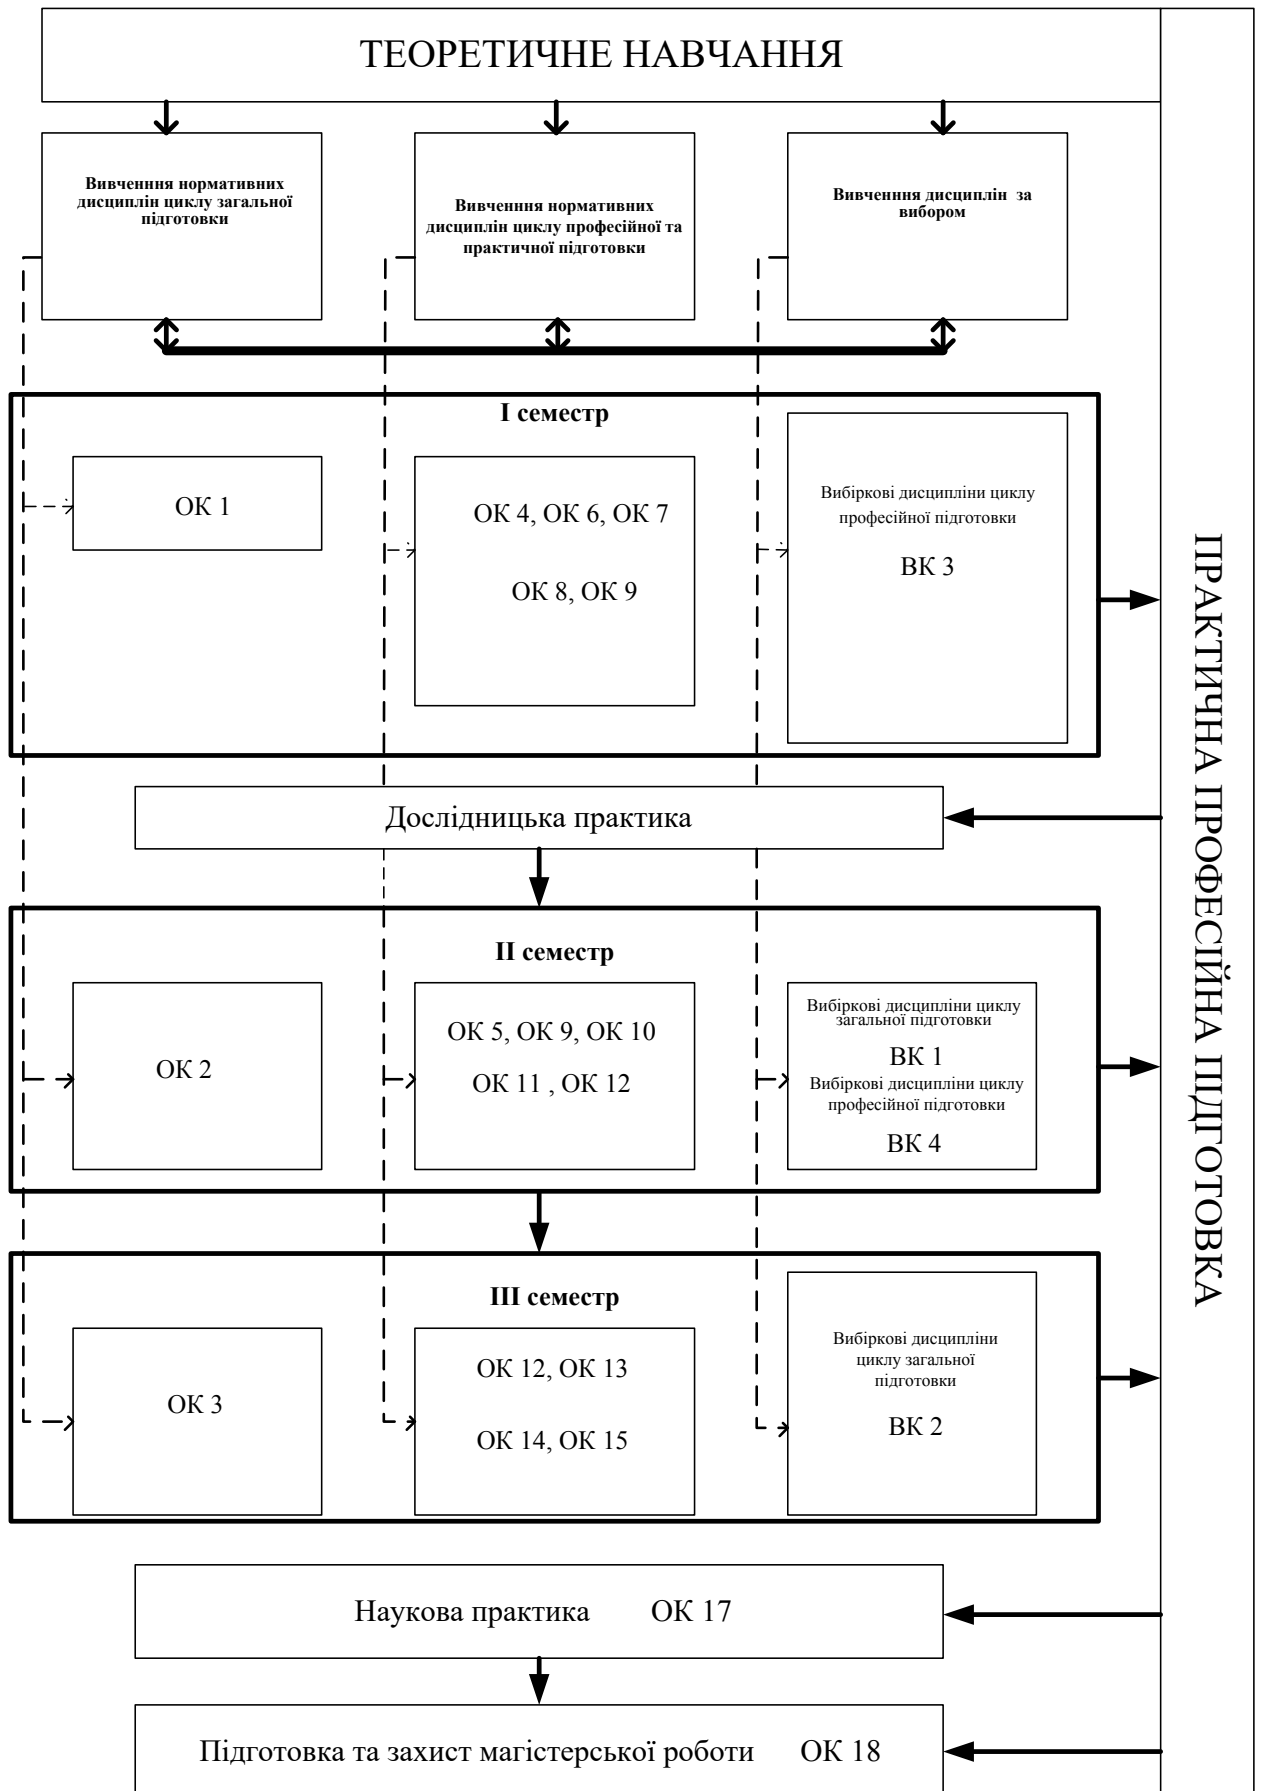 ТЕОРЕТИЧНЕ НАВЧАННЯ
Вивченння нормативних
дисциплін циклу загальної
підготовки
Вивченння нормативних
дисциплін циклу професійної та
практичної підготовки
Вивченння дисциплін за
вибором
І семестр
ОК 1
ОК 4, ОК 6, ОК 7
ОК 8, ОК 9
Вибіркові дисципліни циклу
професійної підготовки
ВК 3
Дослідницька практика
ІІ семестр
ОК 2
ОК 5, ОК 9, ОК 10
ОК 11 , ОК 12
Вибіркові дисципліни циклу
загальної підготовки
ВК 1
Вибіркові дисципліни циклу
професійної підготовки
ВК 4
ІІІ семестр
ОК 3
ОК 12, ОК 13
ОК 14, ОК 15
Вибіркові дисципліни
циклу загальної
підготовки
ВК 2
Наукова практика ОК 17
Підготовка та захист магістерської роботи ОК 18
ПРАКТИЧНА ПРОФЕСІЙНА ПІДГОТОВКА